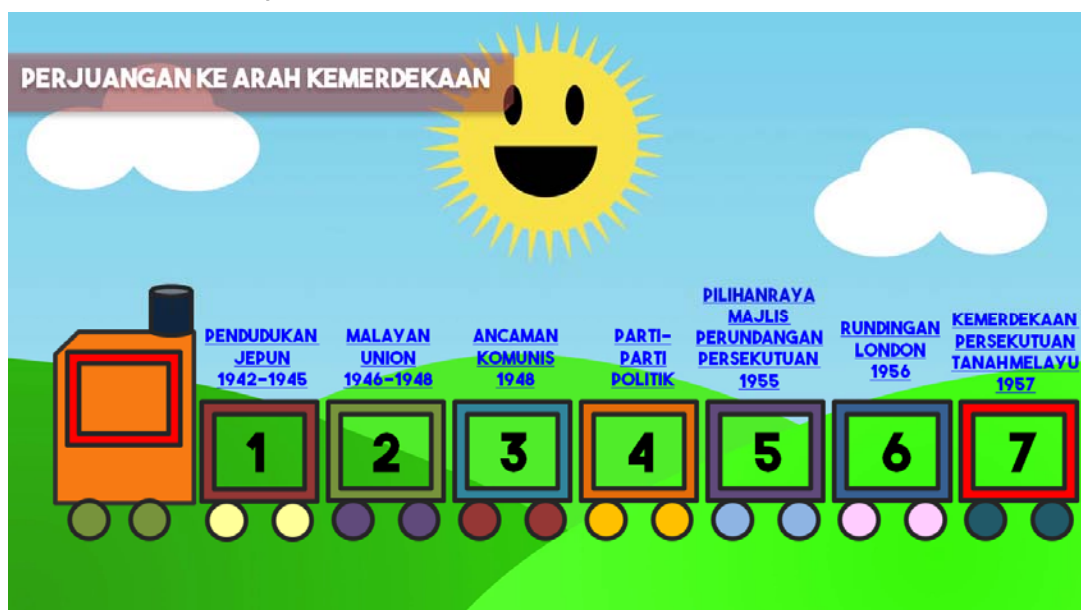 PERJUANGAN KE ARAH KEMERDEKAAN
PENDUDUKAN
JEPUN
1942-1945
MALAYAN
UNION
1946-1948
ANCAMAN
KOMUNIS
1948
PARTI-
PARTI
POLITIK
PILIHANRAYA
MAJLIS
PERUNDANGAN
PERSEKUTUAN
1955
RUNDINGAN
LONDON
1956
KEMERDEKAAN
PERSEKUTUAN
TANAHMELAYU
1957
1
2
3
4
5
6
7